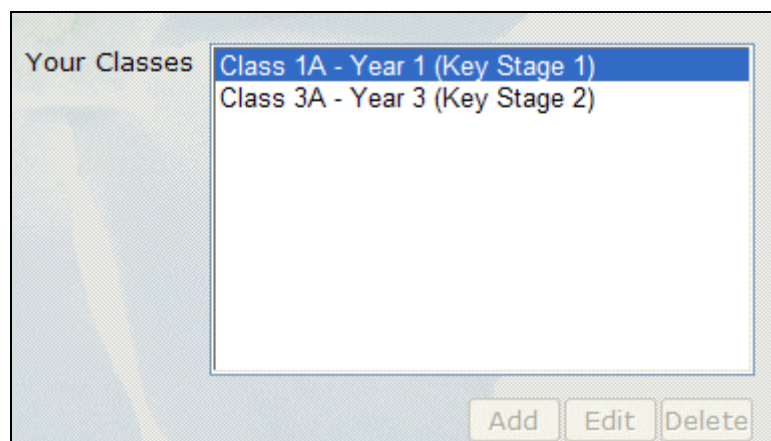 Your Classes
Class 1A - Year 1 (Key Stage 1)
Class 3A - Year 3 (Key Stage 2)
Add Edit Delete